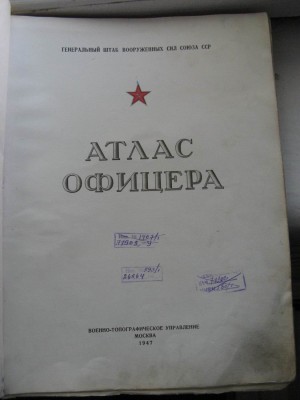 ГЕНЕРАЛЬНЫЙ ШТАБ ВООРУЖЕННЫХ СИЛ СОЮЗА ССР
АТЛАС
ОФИЦЕРА
ВОЕННО-ТОПОГРАФИЧЕСКОЕ УПРАВЛЕНИЕ
МОСКВА
1947